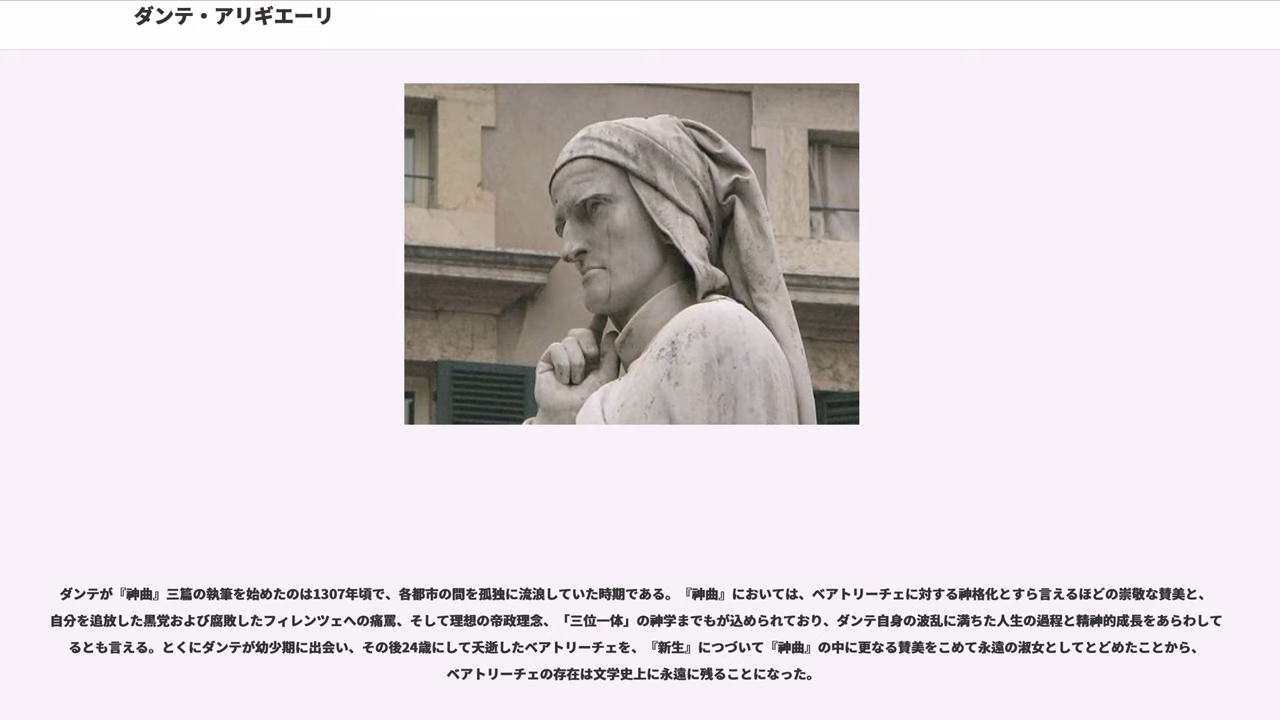 ダンテ・アリギエーリ
ダンテが『神曲』三篇の執筆を始めたのは1307年頃で、各都市の間を孤独に流浪していた時期である。『神曲』においては、ベアトリーチェに対する神格化とすら言えるほどの崇敬な賛美と、
自分を追放した黒党および腐敗したフィレンツェへの痛罵、そして理想の帝政理念、「三位一体」の神学までもが込められており、ダンテ自身の波乱に満ちた人生の過程と精神的成長をあらわして
るとも言える。とくにダンテが幼少期に出会い、その後24歳にして夭逝したベアトリーチェを、『新生』につづいて『神曲』の中に更なる賛美をこめて永遠の淑女としてとどめたことから、
ベアトリーチェの存在は文学史上に永遠に残ることになった。